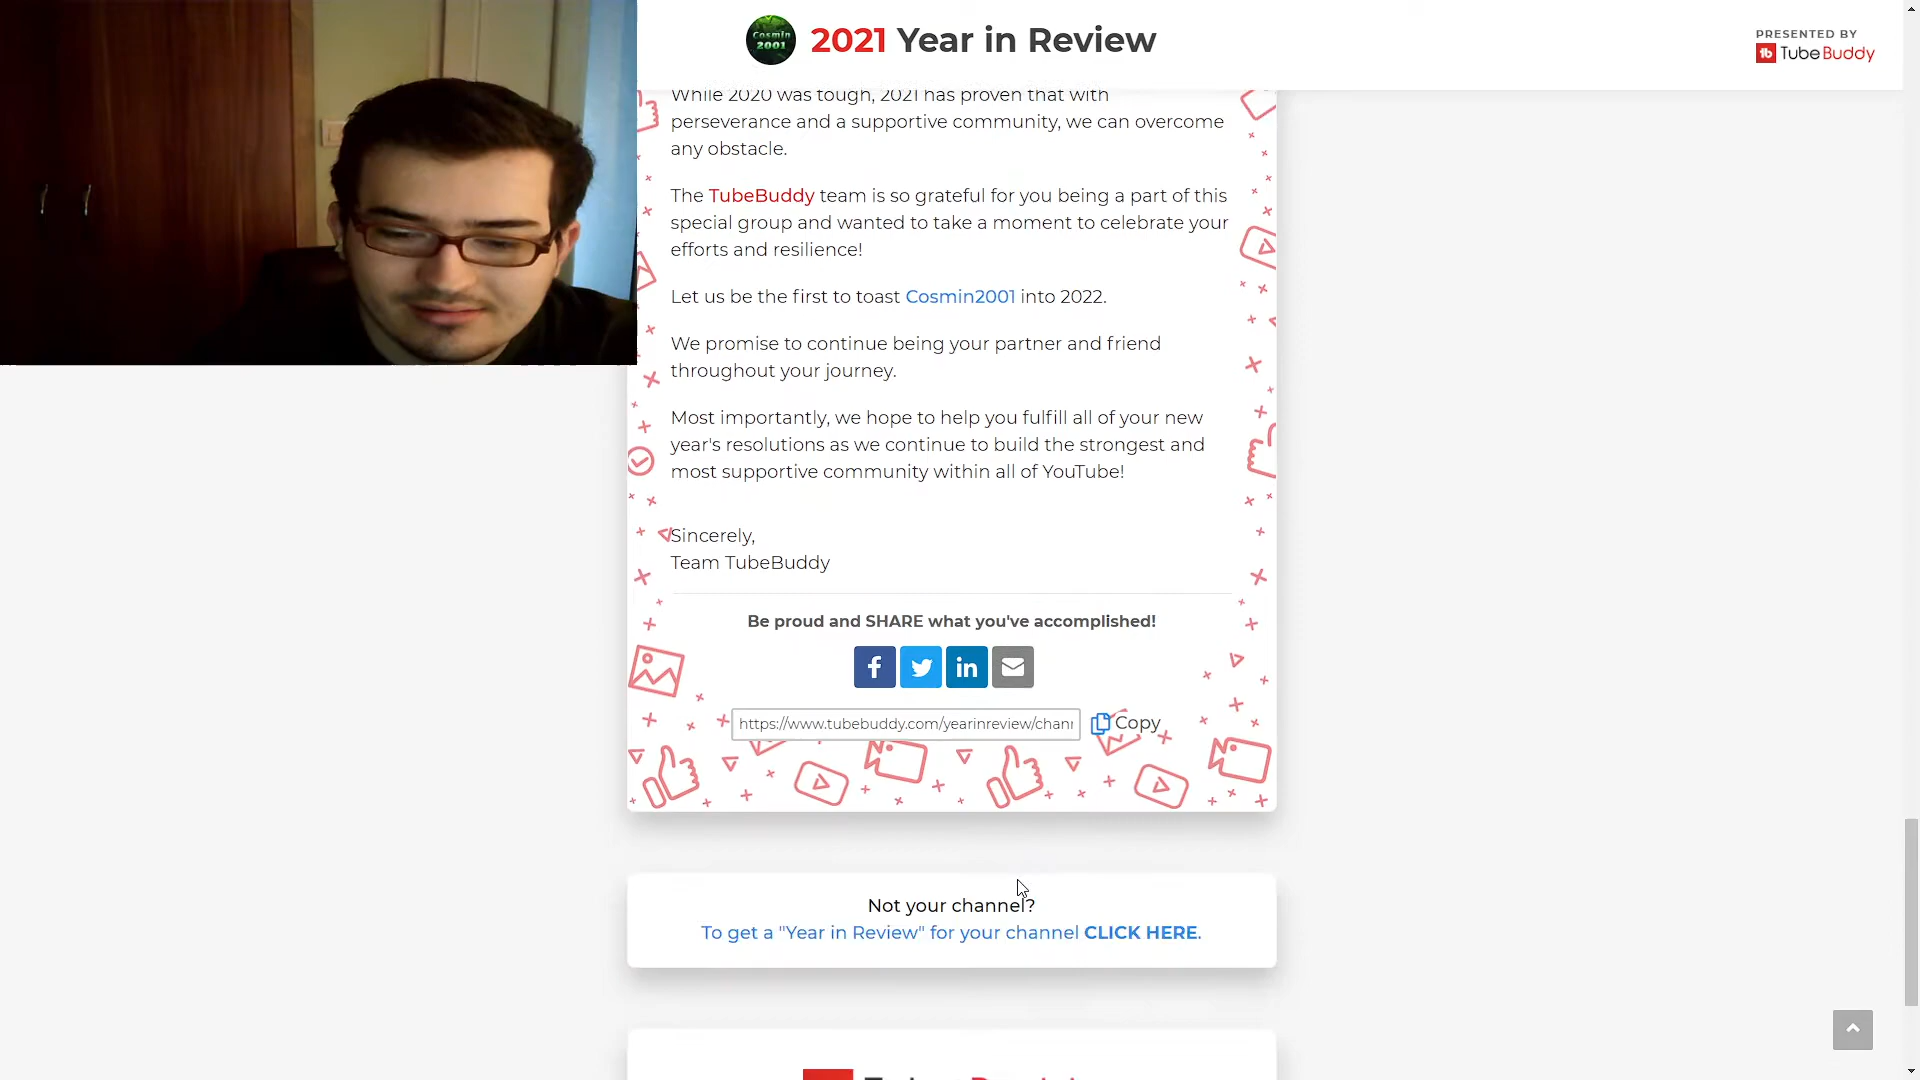 Cosmin
2001
2021 Year in Review
PRESENTED BY
TubeBuddy
While 2020 was tough, 2021 has proven that with
perseverance and a supportive community, we can overcome
any obstacle.
The TubeBuddy team is so grateful for you being a part of this
special group and wanted to take a moment to celebrate your
efforts and resilience!
Let us be the first to toast Cosmin2001 into 2022.
We promise to continue being your partner and friend
throughout your journey.
Most importantly, we hope to help you fulfill all of your new
year's resolutions as we continue to build the strongest and
most supportive community within all of YouTube!
Sincerely,
Team TubeBuddy
Be proud and SHARE what you've accomplished!
https://www.tubebuddy.com/yearinreview/chann
Copy
Not your channel?
To get a "Year in Review" for your channel CLICK HERE.